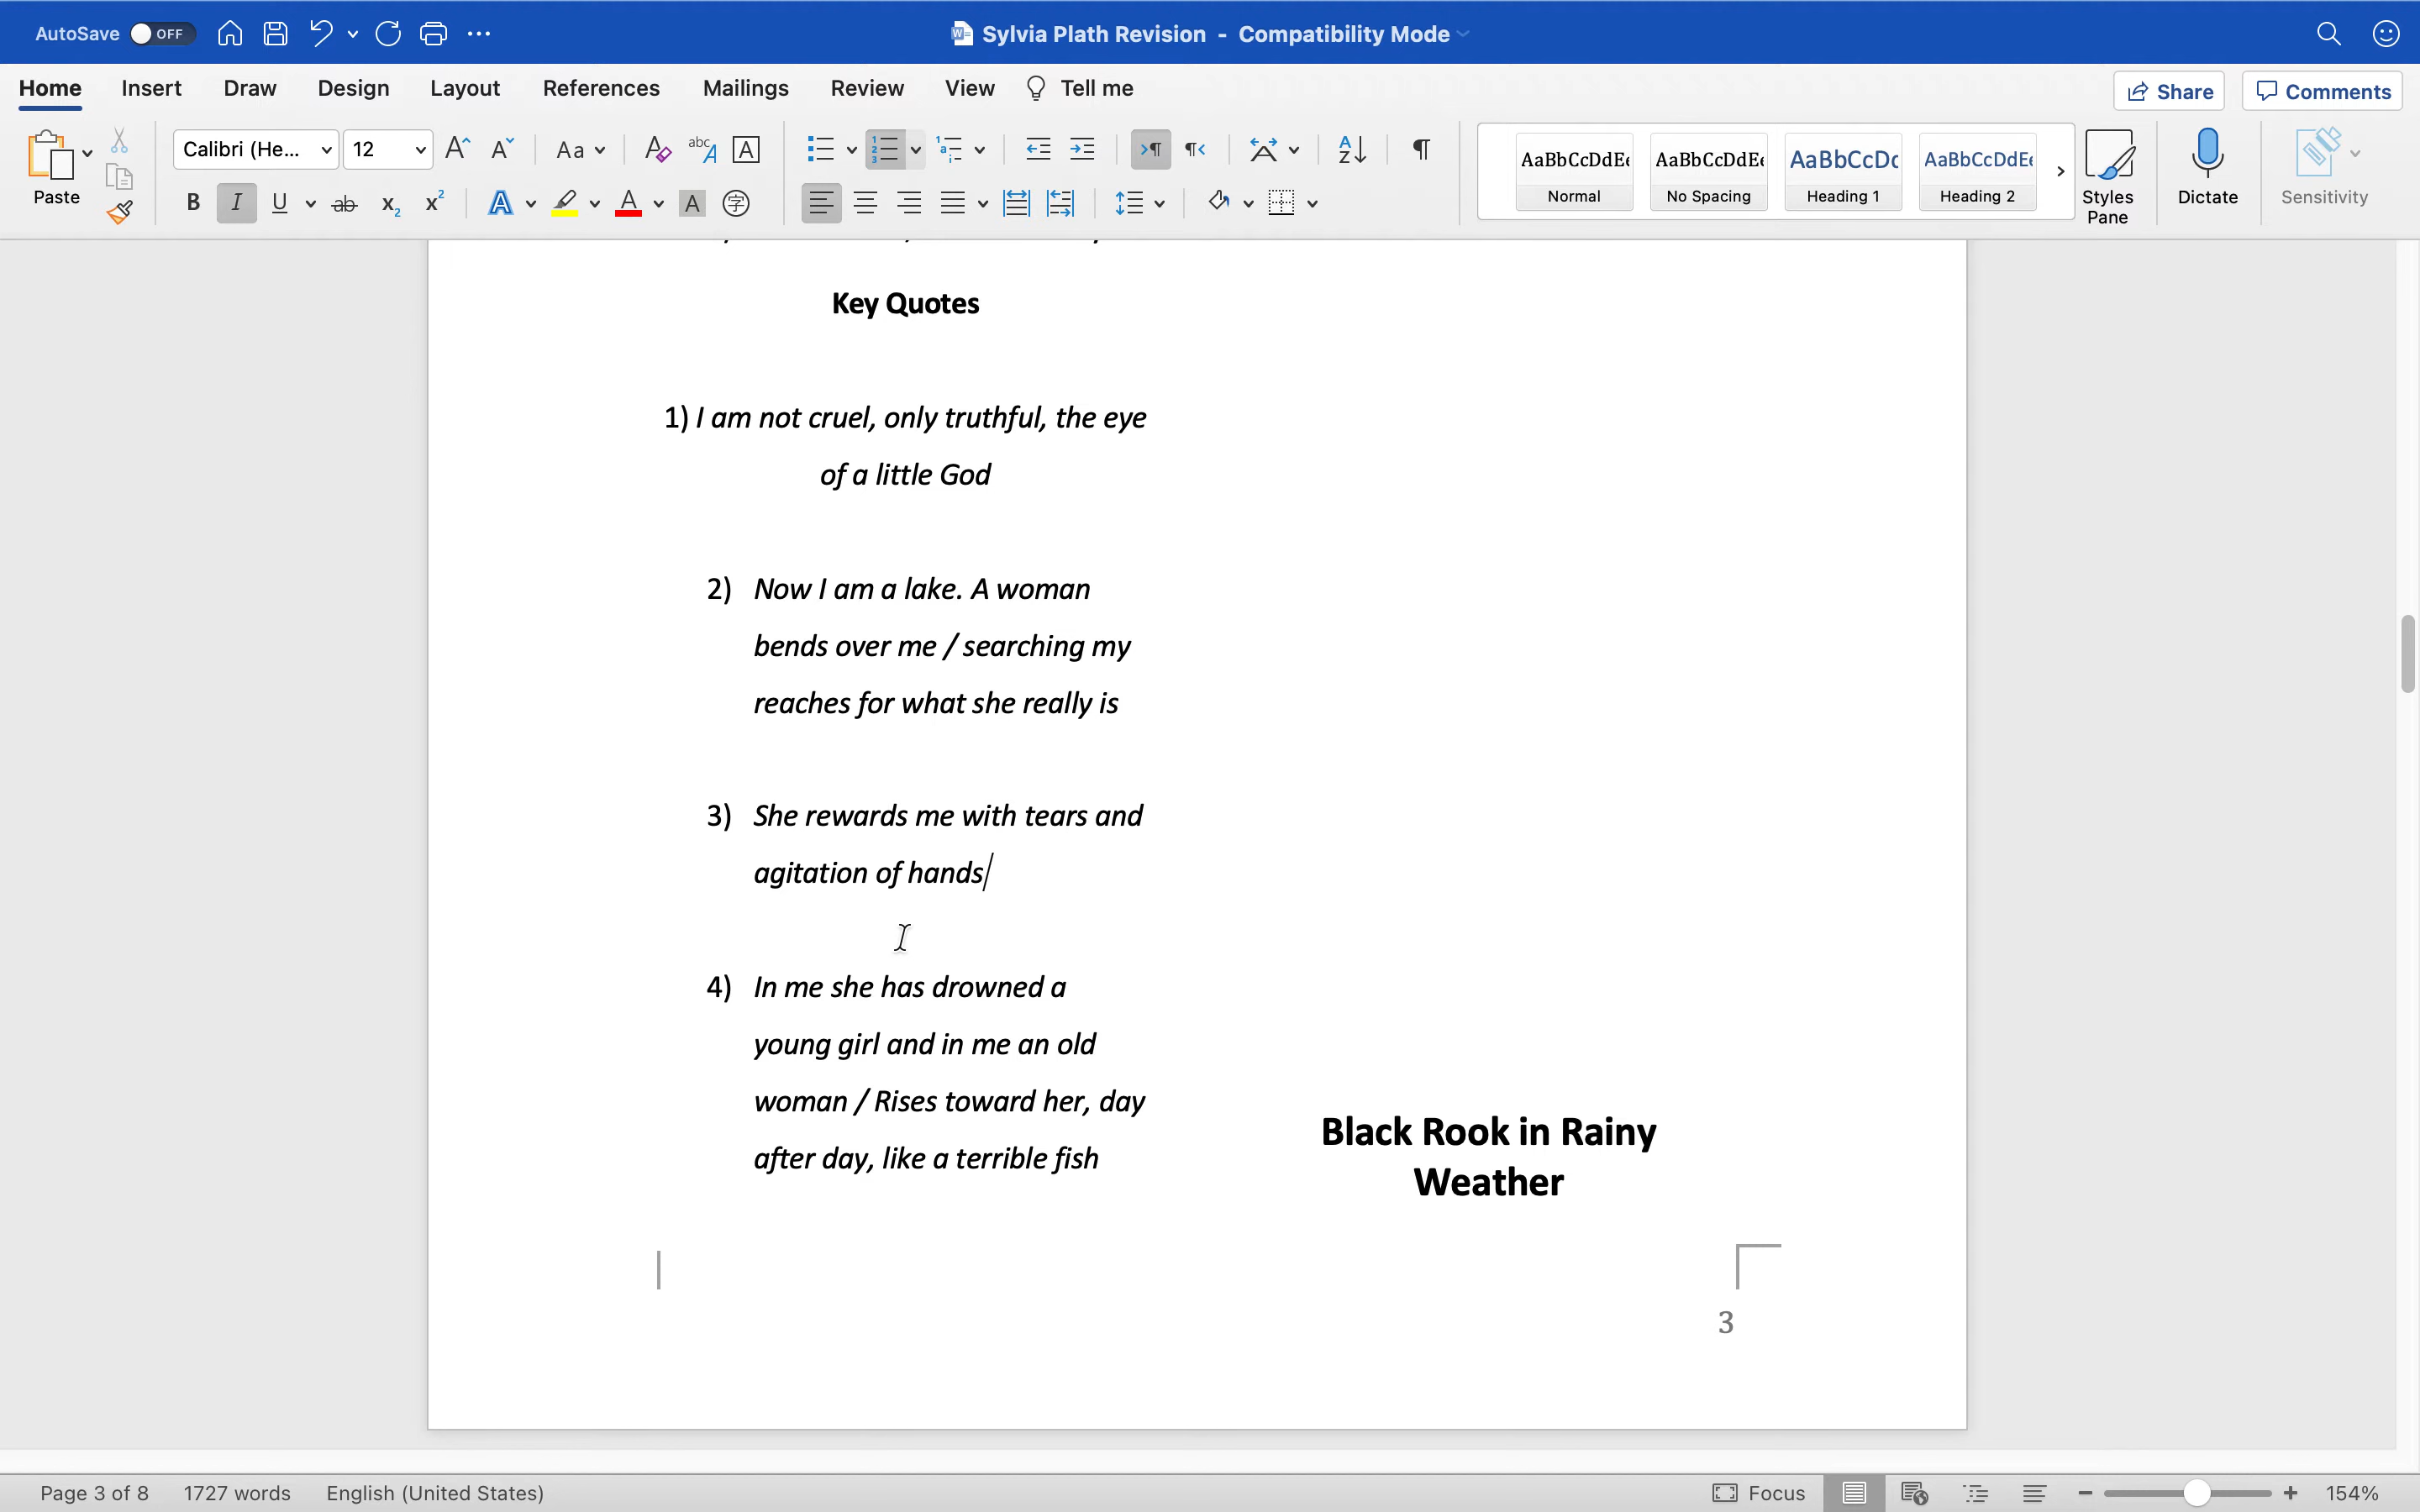 AutoSave OFF
Sylvia Plath Revision - Compatibility Mode
Home Insert Draw Design Layout References Mailings Review View Tell me
Share Comments
Paste
Calibri (He... 12
AaBbCcDdEe AaBbCcDdEe AaBbCcDc AaBbCcDdEe
Normal No Spacing Heading 1 Heading 2
Styles Pane
Dictate
Sensitivity
Key Quotes
1) I am not cruel, only truthful, the eye
of a little God
2) Now I am a lake. A woman
bends over me / searching my
reaches for what she really is
3) She rewards me with tears and
agitation of hands
4) In me she has drowned a
young girl and in me an old
woman / Rises toward her, day
after day, like a terrible fish
Black Rook in Rainy
Weather
3
Page 3 of 8 1727 words English (United States)
Focus 154%